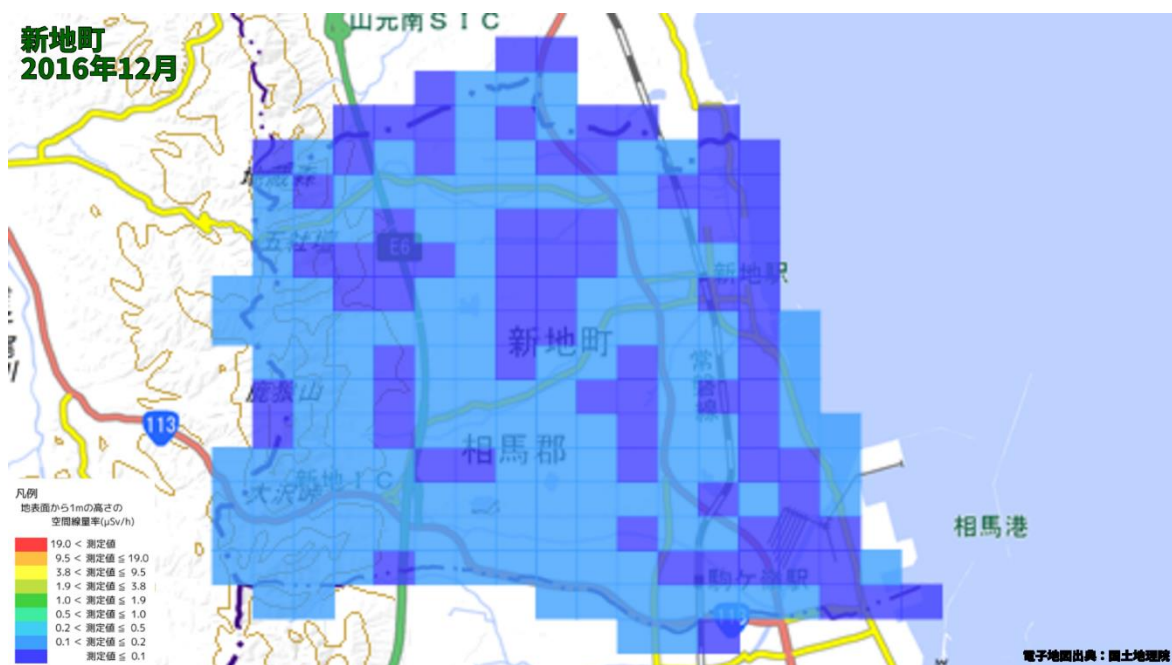 新地町
2016年12月
山元南SIC
五社壇
E6
新地駅
新地町
常磐線
鹿狼山
113
相馬郡
新地IC
大沢峠
相馬港
駒ケ嶺駅
113
凡例
地表面から1mの高さの
空間線量率(μSv/h)
19.0 < 測定値
9.5 < 測定値 ≤ 19.0
3.8 < 測定値 ≤ 9.5
1.9 < 測定値 ≤ 3.8
1.0 < 測定値 ≤ 1.9
0.5 < 測定値 ≤ 1.0
0.2 < 測定値 ≤ 0.5
0.1 < 測定値 ≤ 0.2
測定値 ≤ 0.1
電子地図出典：国土地理院